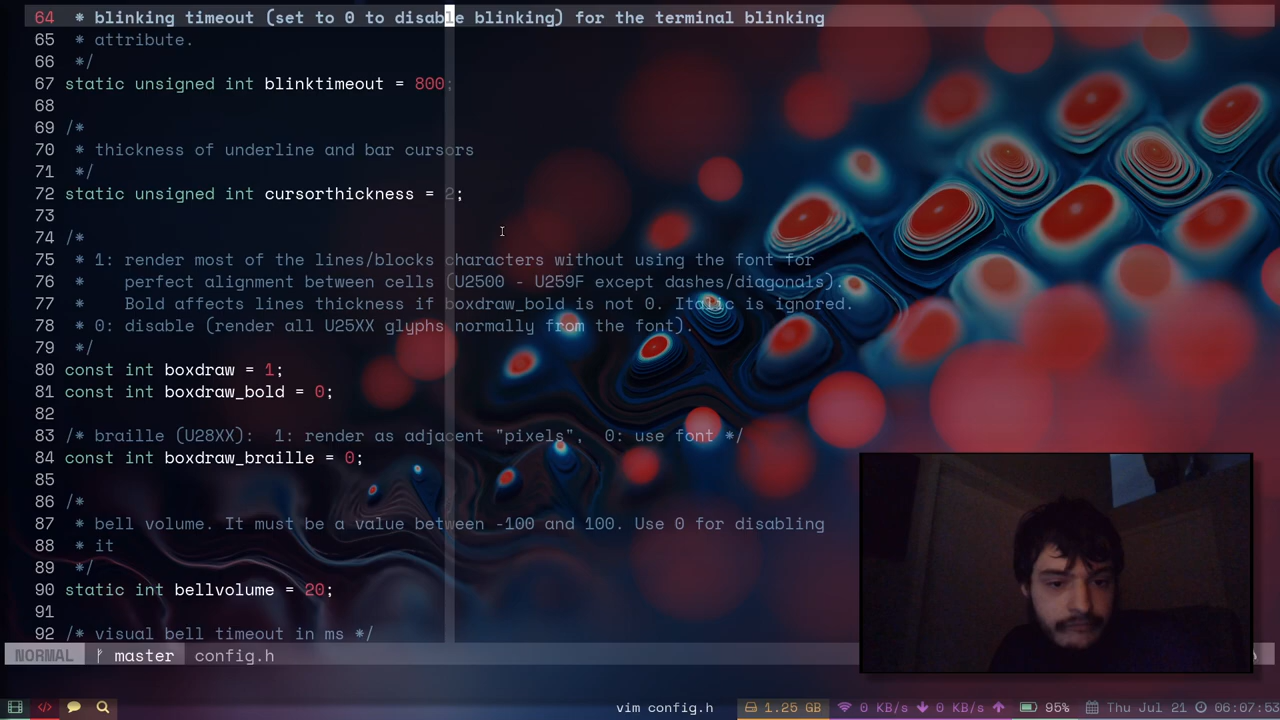 64  * blinking timeout (set to 0 to disable blinking) for the terminal blinking
65  * attribute.
66  */
67 static unsigned int blinktimeout = 800;
68
69 /*
70  * thickness of underline and bar cursors
71  */
72 static unsigned int cursorthickness = 2;
73
74 /*
75  * 1: render most of the lines/blocks characters without using the font for
76  *    perfect alignment between cells (U2500 - U259F except dashes/diagonals).
77  *    Bold affects lines thickness if boxdraw_bold is not 0. Italic is ignored.
78  * 0: disable (render all U25XX glyphs normally from the font).
79  */
80 const int boxdraw = 1;
81 const int boxdraw_bold = 0;
82
83 /* braille (U28XX):  1: render as adjacent "pixels",  0: use font */
84 const int boxdraw_braille = 0;
85
86 /*
87  * bell volume. It must be a value between -100 and 100. Use 0 for disabling
88  * it
89  */
90 static int bellvolume = 20;
91
92 /* visual bell timeout in ms */
NORMAL master config.h
vim config.h 1.25 GB 0 KB/s 0 KB/s 95% Thu Jul 21 06:07:53